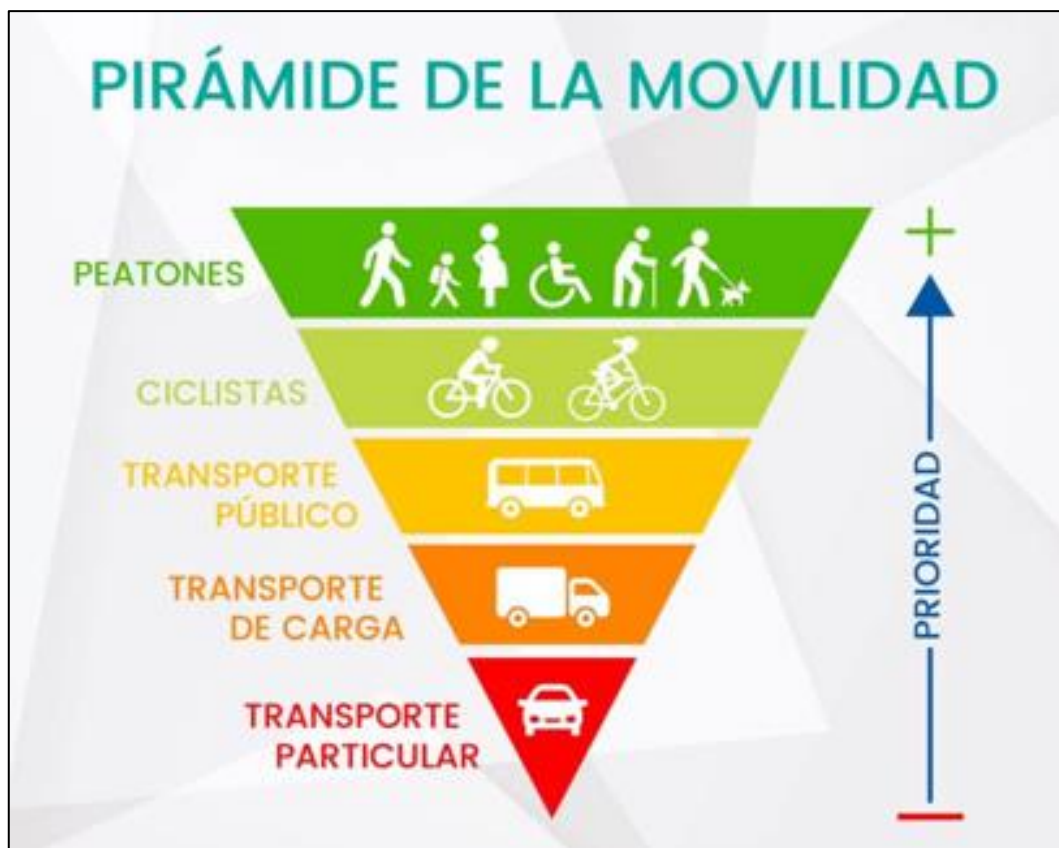 PIRÁMIDE DE LA MOVILIDAD
+
PEATONES
CICLISTAS
TRANSPORTE
PÚBLICO
TRANSPORTE
DE CARGA
TRANSPORTE
PARTICULAR
PRIORIDAD
−